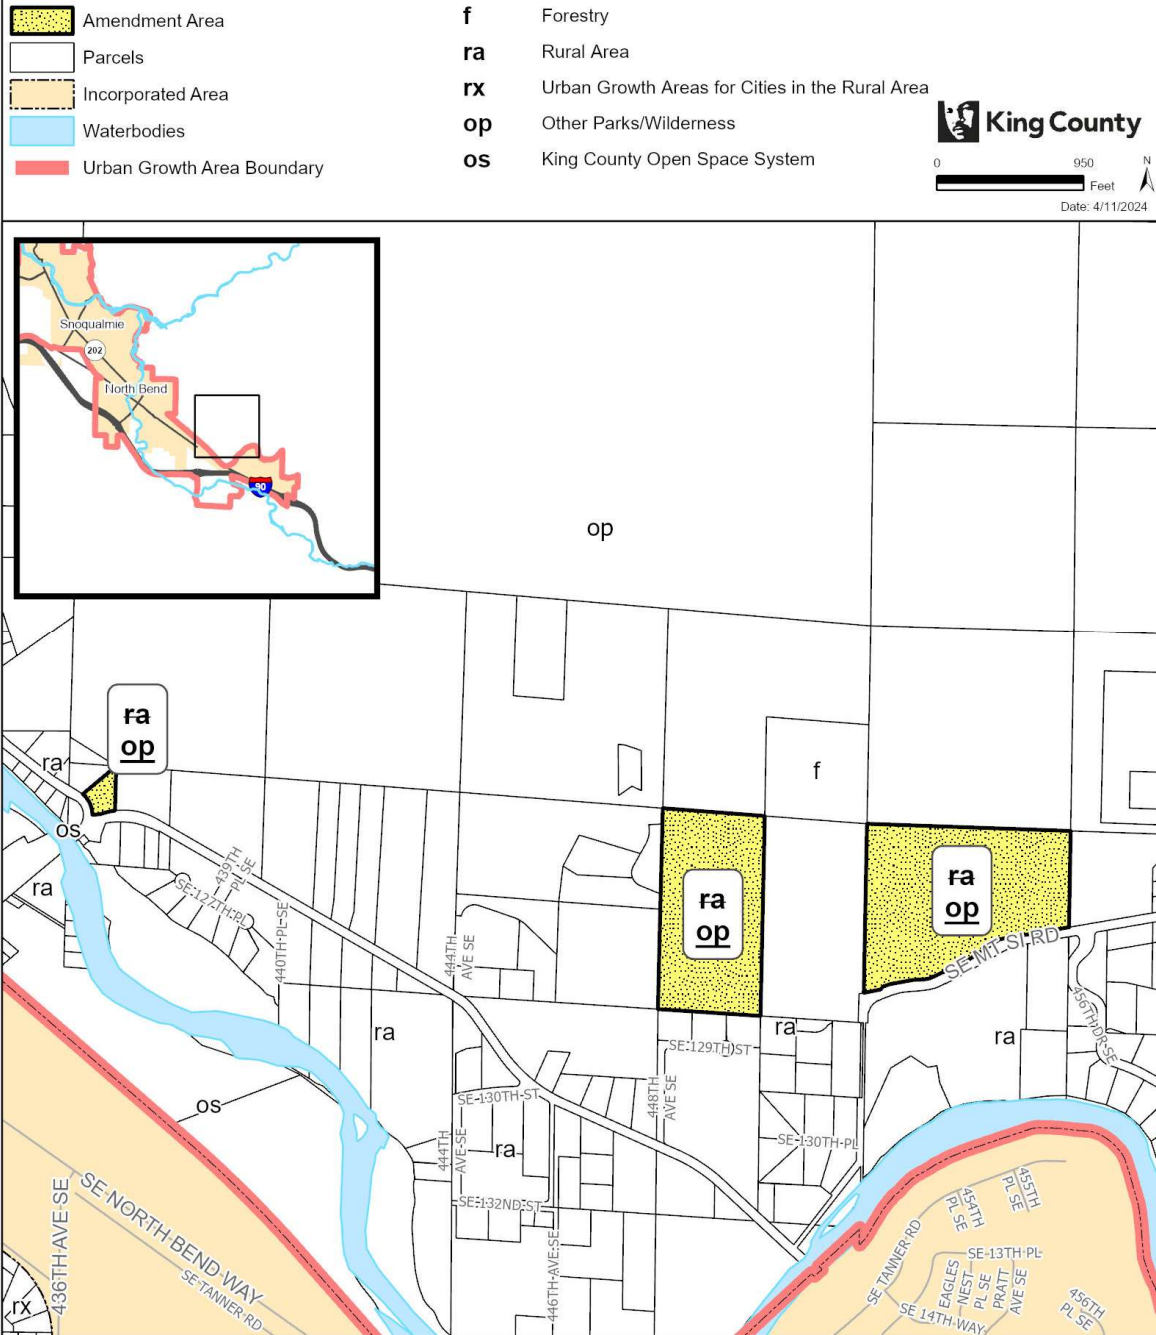 Amendment Area
Parcels
Incorporated Area
Waterbodies
Urban Growth Area Boundary
f Forestry
ra Rural Area
rx Urban Growth Areas for Cities in the Rural Area
op Other Parks/Wilderness
os King County Open Space System
King County
0 950
Feet
N
Date: 4/11/2024
Snoqualmie
202
North Bend
90
op
ra
op
ra
f
os
ra
439TH
PL SE
SE 127TH PL
440TH PL SE
444TH
AVE SE
ra
op
ra
op
SE MT SI RD
456TH DR SE
ra
ra
SE 129TH ST
ra
448TH
AVE SE
os
SE 130TH ST
444TH
AVE SE
ra
SE 130TH PL
SE 132ND ST
446TH AVE SE
436TH AVE SE
SE NORTH BEND WAY
SE TANNER RD
rx
SE TANNER RD
454TH
PL SE
455TH
PL SE
SE 13TH PL
EAGLES
NEST
PL SE
PRATT
AVE SE
SE 14TH WAY
456TH
PL SE